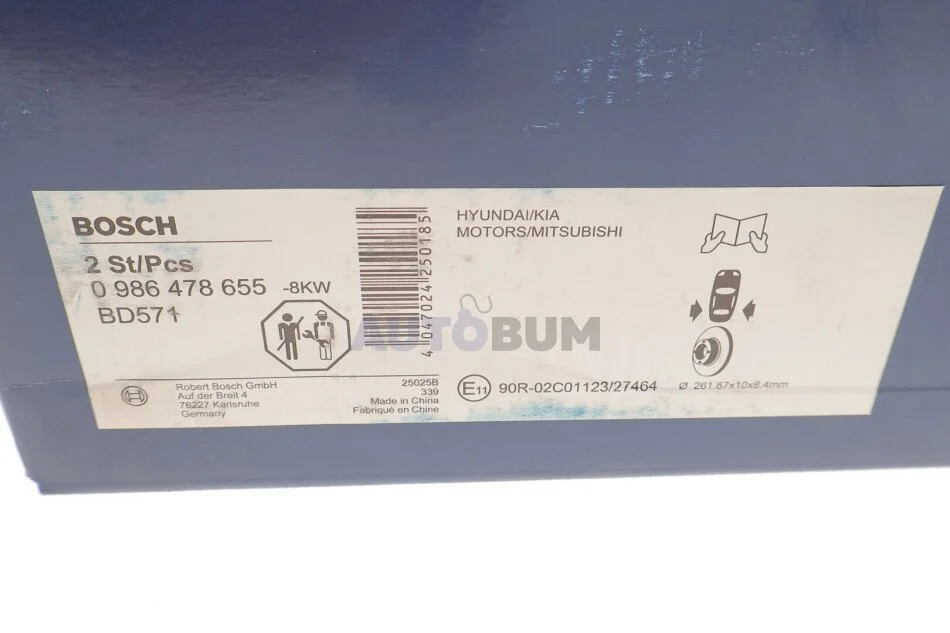 BOSCH
2 St/Pcs
0 986 478 655 -8KW
BD571
4 047024 250185
HYUNDAI/KIA
MOTORS/MITSUBISHI
AUTOBUM
Robert Bosch GmbH
Auf der Breit 4
76227 Karlsruhe
Germany
25025B
339
Made in China
Fabriqué en Chine
E11 90R-02C01123/27464
Ø 261.87x10x8.4mm